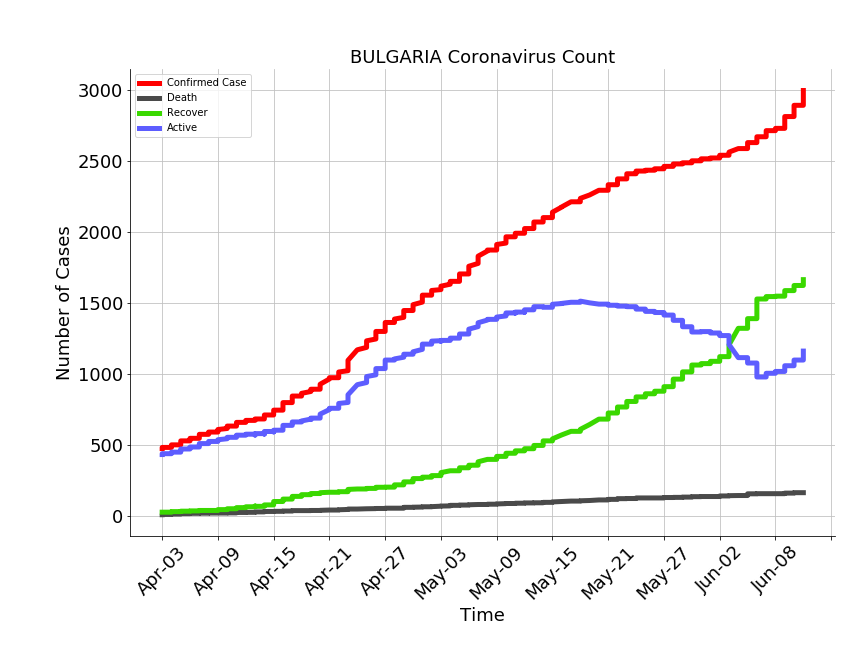 BULGARIA Coronavirus Count
Confirmed Case
Death
Recover
Active
3000
2500
2000
1500
1000
500
0
Number of Cases
Apr-03
Apr-09
Apr-15
Apr-21
Apr-27
May-03
May-09
May-15
May-21
May-27
Jun-02
Jun-08
Time